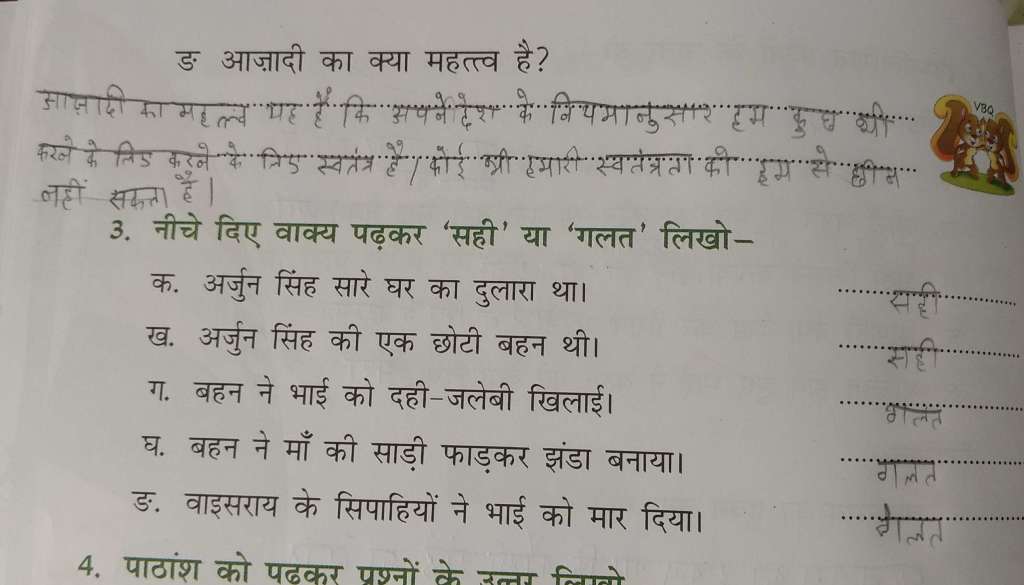 ङ आज़ादी का क्या महत्त्व है?
आज़ादी का महत्त्व यह है कि अपने देश के नियमानुसार हम कुछ भी
करने के लिए करने के लिए स्वतंत्र है / कोई भी हमारी स्वतंत्रता को हम से छीन
नहीं सकता है |
VBQ
3. नीचे दिए वाक्य पढ़कर 'सही' या 'गलत' लिखो–
क. अर्जुन सिंह सारे घर का दुलारा था। सही
ख. अर्जुन सिंह की एक छोटी बहन थी। सही
ग. बहन ने भाई को दही-जलेबी खिलाई। गलत
घ. बहन ने माँ की साड़ी फाड़कर झंडा बनाया। गलत
ङ. वाइसराय के सिपाहियों ने भाई को मार दिया। गलत
4. पाठांश को पढ़कर प्रश्नों के उत्तर लिखो